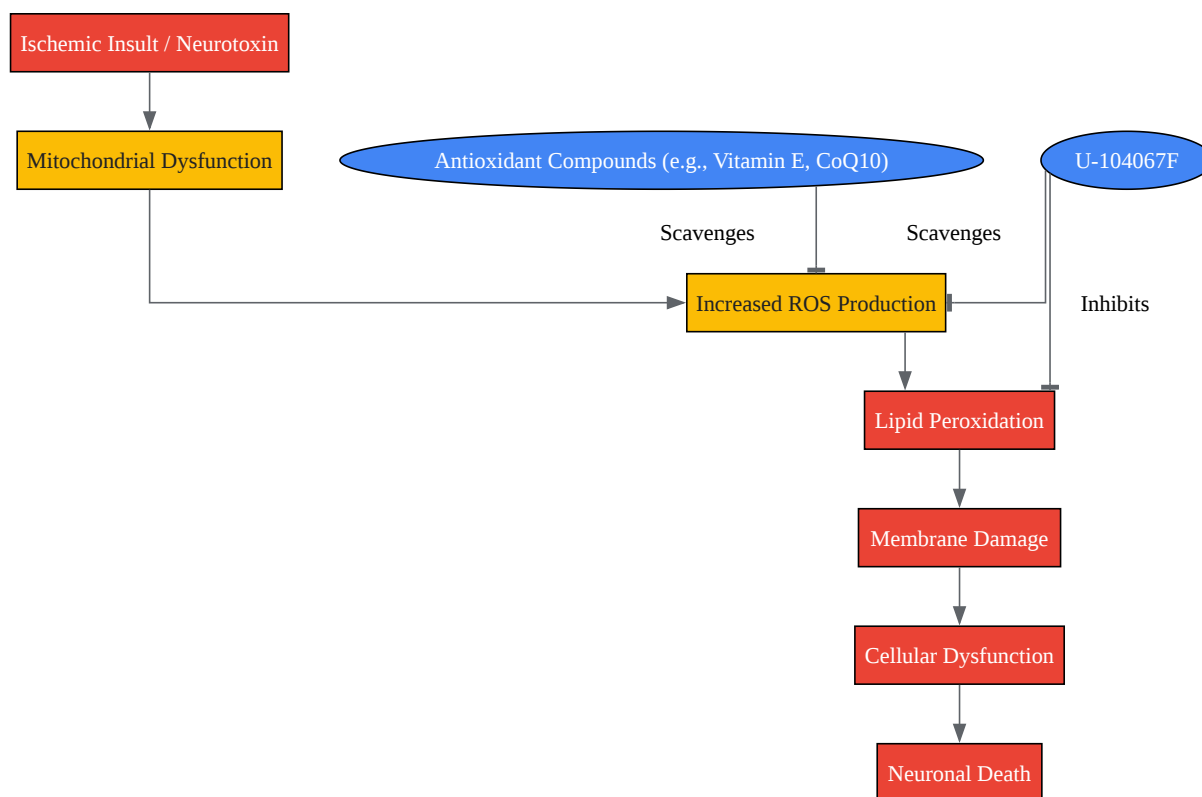 Ischemic Insult / Neurotoxin
Mitochondrial Dysfunction
Antioxidant Compounds (e.g., Vitamin E, CoQ10)
U-104067F
Scavenges
Scavenges
Increased ROS Production
Inhibits
Lipid Peroxidation
Membrane Damage
Cellular Dysfunction
Neuronal Death